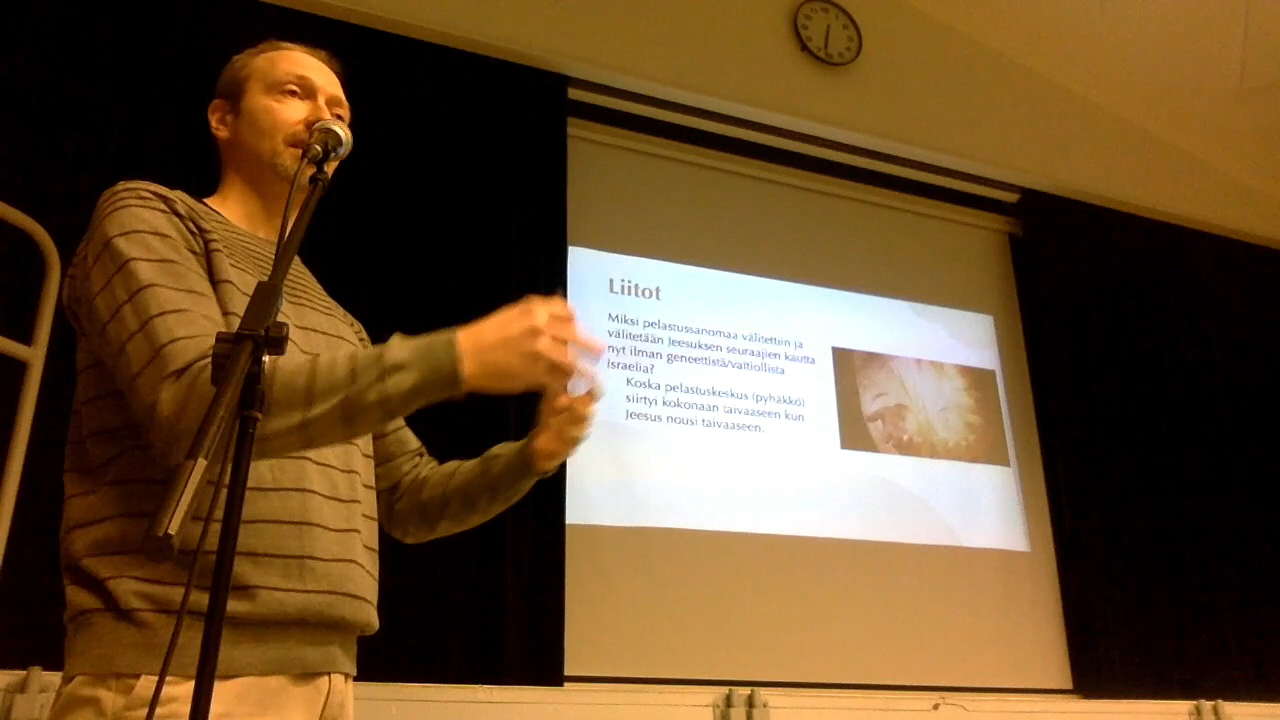 Liitot
Miksi pelastussanomaa välitettiin ja
välitetään Jeesuksen seuraajien kautta
nyt ilman geneettistä/valtiollista
Israelia?
Koska pelastuskeskus (pyhäkkö)
siirtyi kokonaan taivaaseen kun
Jeesus nousi taivaaseen.